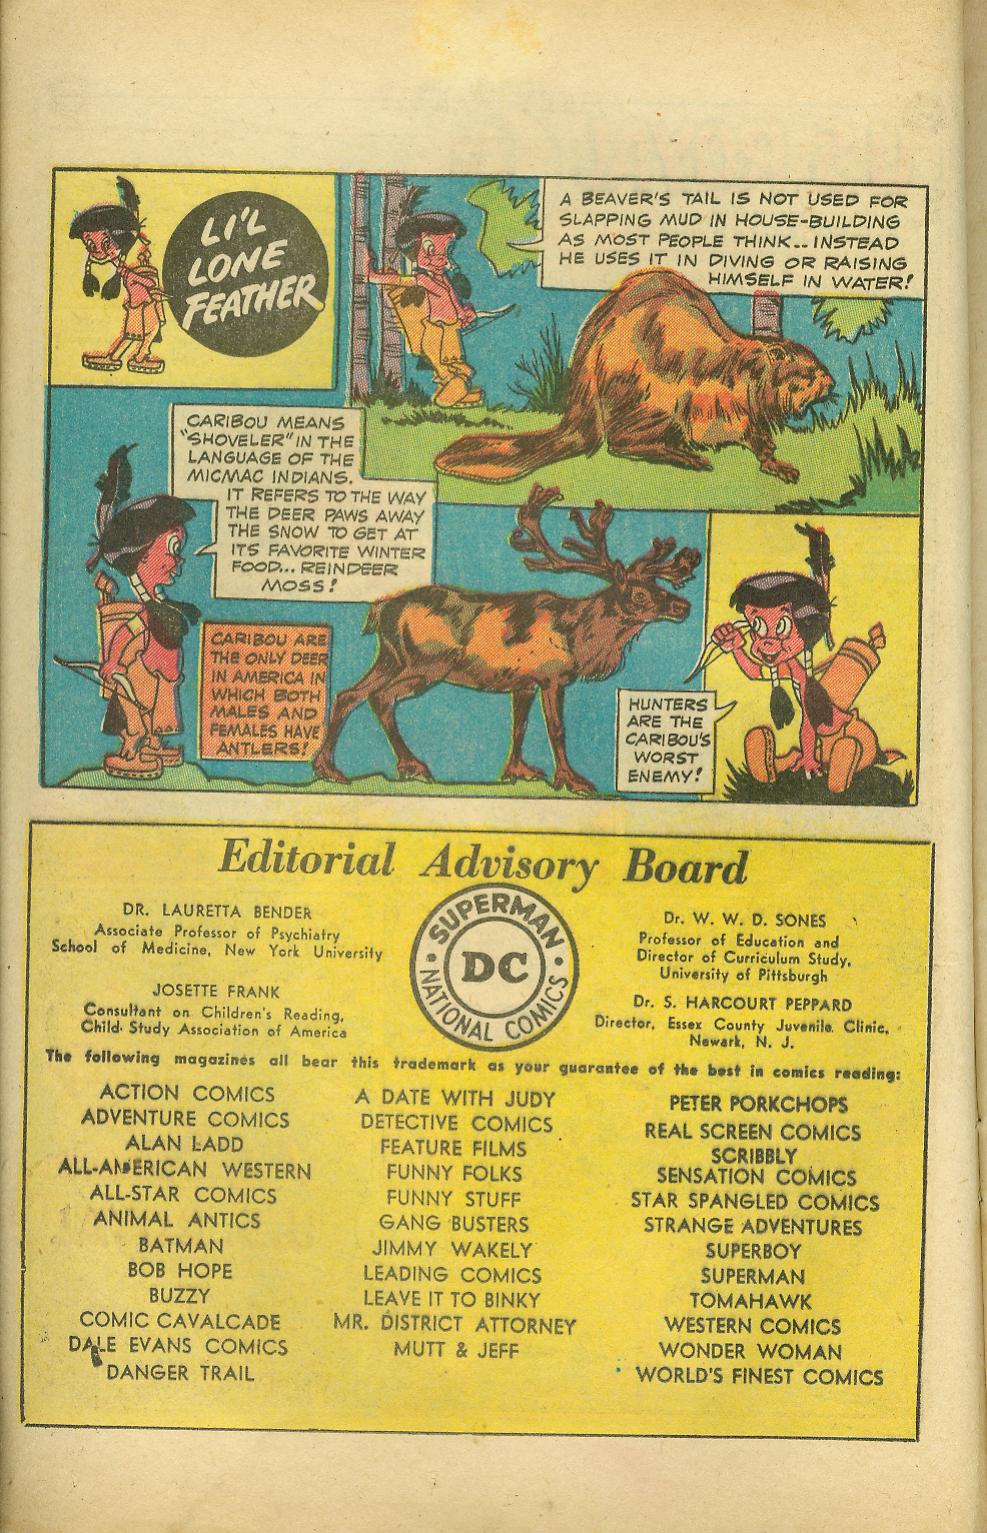 LI'L
LONE
FEATHER
A BEAVER'S TAIL IS NOT USED FOR
SLAPPING MUD IN HOUSE-BUILDING
AS MOST PEOPLE THINK.. INSTEAD
HE USES IT IN DIVING OR RAISING
HIMSELF IN WATER!
CARIBOU MEANS
"SHOVELER" IN THE
LANGUAGE OF THE
MICMAC INDIANS.
IT REFERS TO THE WAY
THE DEER PAWS AWAY
THE SNOW TO GET AT
ITS FAVORITE WINTER
FOOD... REINDEER
MOSS!
CARIBOU ARE
THE ONLY DEER
IN AMERICA IN
WHICH BOTH
MALES AND
FEMALES HAVE
ANTLERS!
HUNTERS
ARE THE
CARIBOU'S
WORST
ENEMY!
Editorial Advisory Board
DR. LAURETTA BENDER
Associate Professor of Psychiatry
School of Medicine, New York University
JOSETTE FRANK
Consultant on Children's Reading,
Child Study Association of America
SUPERMAN
DC
NATIONAL COMICS
Dr. W. W. D. SONES
Professor of Education and
Director of Curriculum Study,
University of Pittsburgh
Dr. S. HARCOURT PEPPARD
Director, Essex County Juvenile Clinic,
Newark, N. J.
The following magazines all bear this trademark as your guarantee of the best in comics reading:
ACTION COMICS
ADVENTURE COMICS
ALAN LADD
ALL-AMERICAN WESTERN
ALL-STAR COMICS
ANIMAL ANTICS
BATMAN
BOB HOPE
BUZZY
COMIC CAVALCADE
DALE EVANS COMICS
DANGER TRAIL
A DATE WITH JUDY
DETECTIVE COMICS
FEATURE FILMS
FUNNY FOLKS
FUNNY STUFF
GANG BUSTERS
JIMMY WAKELY
LEADING COMICS
LEAVE IT TO BINKY
MR. DISTRICT ATTORNEY
MUTT & JEFF
PETER PORKCHOPS
REAL SCREEN COMICS
SCRIBBLY
SENSATION COMICS
STAR SPANGLED COMICS
STRANGE ADVENTURES
SUPERBOY
SUPERMAN
TOMAHAWK
WESTERN COMICS
WONDER WOMAN
WORLD'S FINEST COMICS